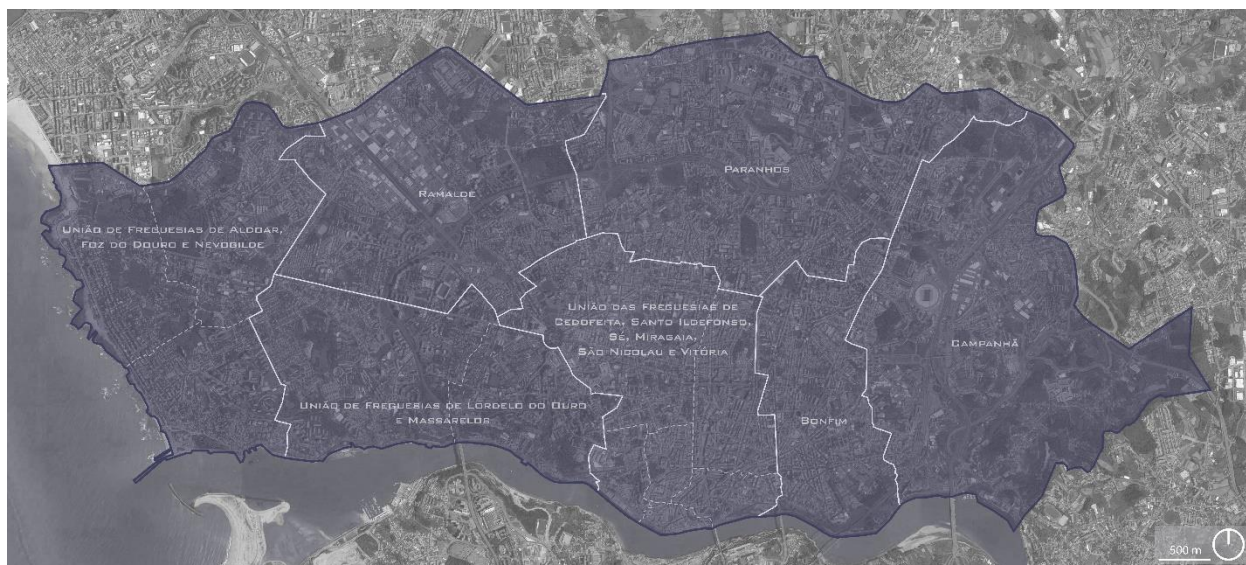 Paranhos
Ramalde
União de Freguesias de Aldoar,
Foz do Douro e Nevogilde
União das Freguesias de
Cedofeita, Santo Ildefonso,
Sé, Miragaia,
São Nicolau e Vitória
Campanhã
União de Freguesias de Lordelo do Ouro
e Massarelos
Bonfim
500 m